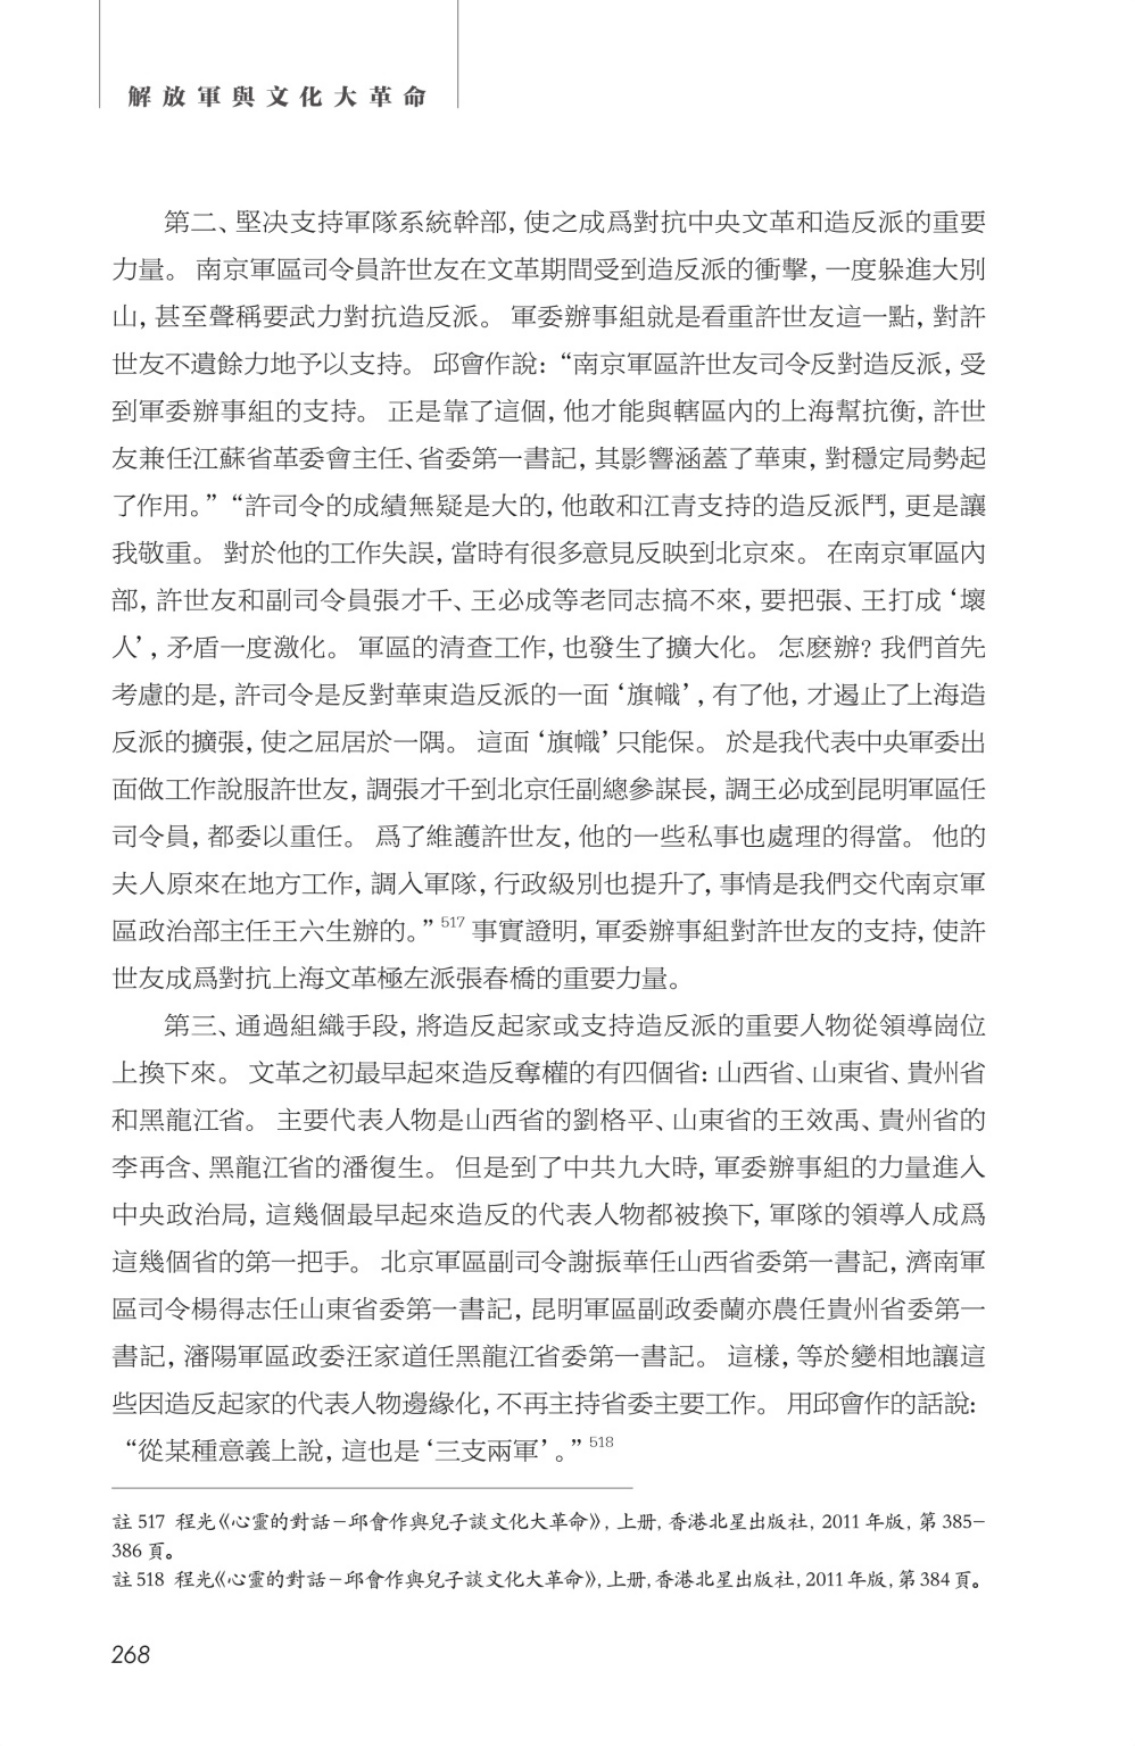 解放軍與文化大革命
第二、堅決支持軍隊系統幹部, 使之成爲對抗中央文革和造反派的重要
力量。 南京軍區司令員許世友在文革期間受到造反派的衝擊, 一度躲進大別
山, 甚至聲稱要武力對抗造反派。 軍委辦事組就是看重許世友這一點, 對許
世友不遺餘力地予以支持。 邱會作說: “南京軍區許世友司令反對造反派, 受
到軍委辦事組的支持。 正是靠了這個, 他才能與轄區內的上海幫抗衡, 許世
友兼任江蘇省革委會主任、省委第一書記, 其影響涵蓋了華東, 對穩定局勢起
了作用。” “許司令的成績無疑是大的, 他敢和江青支持的造反派鬥, 更是讓
我敬重。 對於他的工作失誤, 當時有很多意見反映到北京來。 在南京軍區內
部, 許世友和副司令員張才千、王必成等老同志搞不來, 要把張、王打成 ‘壞
人’ , 矛盾一度激化。 軍區的清查工作, 也發生了擴大化。 怎麽辦? 我們首先
考慮的是, 許司令是反對華東造反派的一面 ‘旗幟’ , 有了他, 才遏止了上海造
反派的擴張, 使之屈居於一隅。 這面 ‘旗幟’ 只能保。 於是我代表中央軍委出
面做工作說服許世友, 調張才千到北京任副總參謀長, 調王必成到昆明軍區任
司令員, 都委以重任。 爲了維護許世友, 他的一些私事也處理的得當。 他的
夫人原來在地方工作, 調入軍隊, 行政級別也提升了, 事情是我們交代南京軍
區政治部主任王六生辦的。” 517 事實證明, 軍委辦事組對許世友的支持, 使許
世友成爲對抗上海文革極左派張春橋的重要力量。
第三、通過組織手段, 將造反起家或支持造反派的重要人物從領導崗位
上換下來。 文革之初最早起來造反奪權的有四個省: 山西省、山東省、貴州省
和黑龍江省。 主要代表人物是山西省的劉格平、山東省的王效禹、貴州省的
李再含、黑龍江省的潘復生。 但是到了中共九大時, 軍委辦事組的力量進入
中央政治局, 這幾個最早起來造反的代表人物都被換下, 軍隊的領導人成爲
這幾個省的第一把手。 北京軍區副司令謝振華任山西省委第一書記, 濟南軍
區司令楊得志任山東省委第一書記, 昆明軍區副政委蘭亦農任貴州省委第一
書記, 瀋陽軍區政委汪家道任黑龍江省委第一書記。 這樣, 等於變相地讓這
些因造反起家的代表人物邊緣化, 不再主持省委主要工作。 用邱會作的話說:
“從某種意義上說, 這也是 ‘三支兩軍’ 。” 518
註 517 程光《心靈的對話－邱會作與兒子談文化大革命》, 上册, 香港北星出版社, 2011 年版, 第 385-
386 頁。
註 518 程光《心靈的對話－邱會作與兒子談文化大革命》, 上册, 香港北星出版社, 2011 年版, 第 384 頁。
268